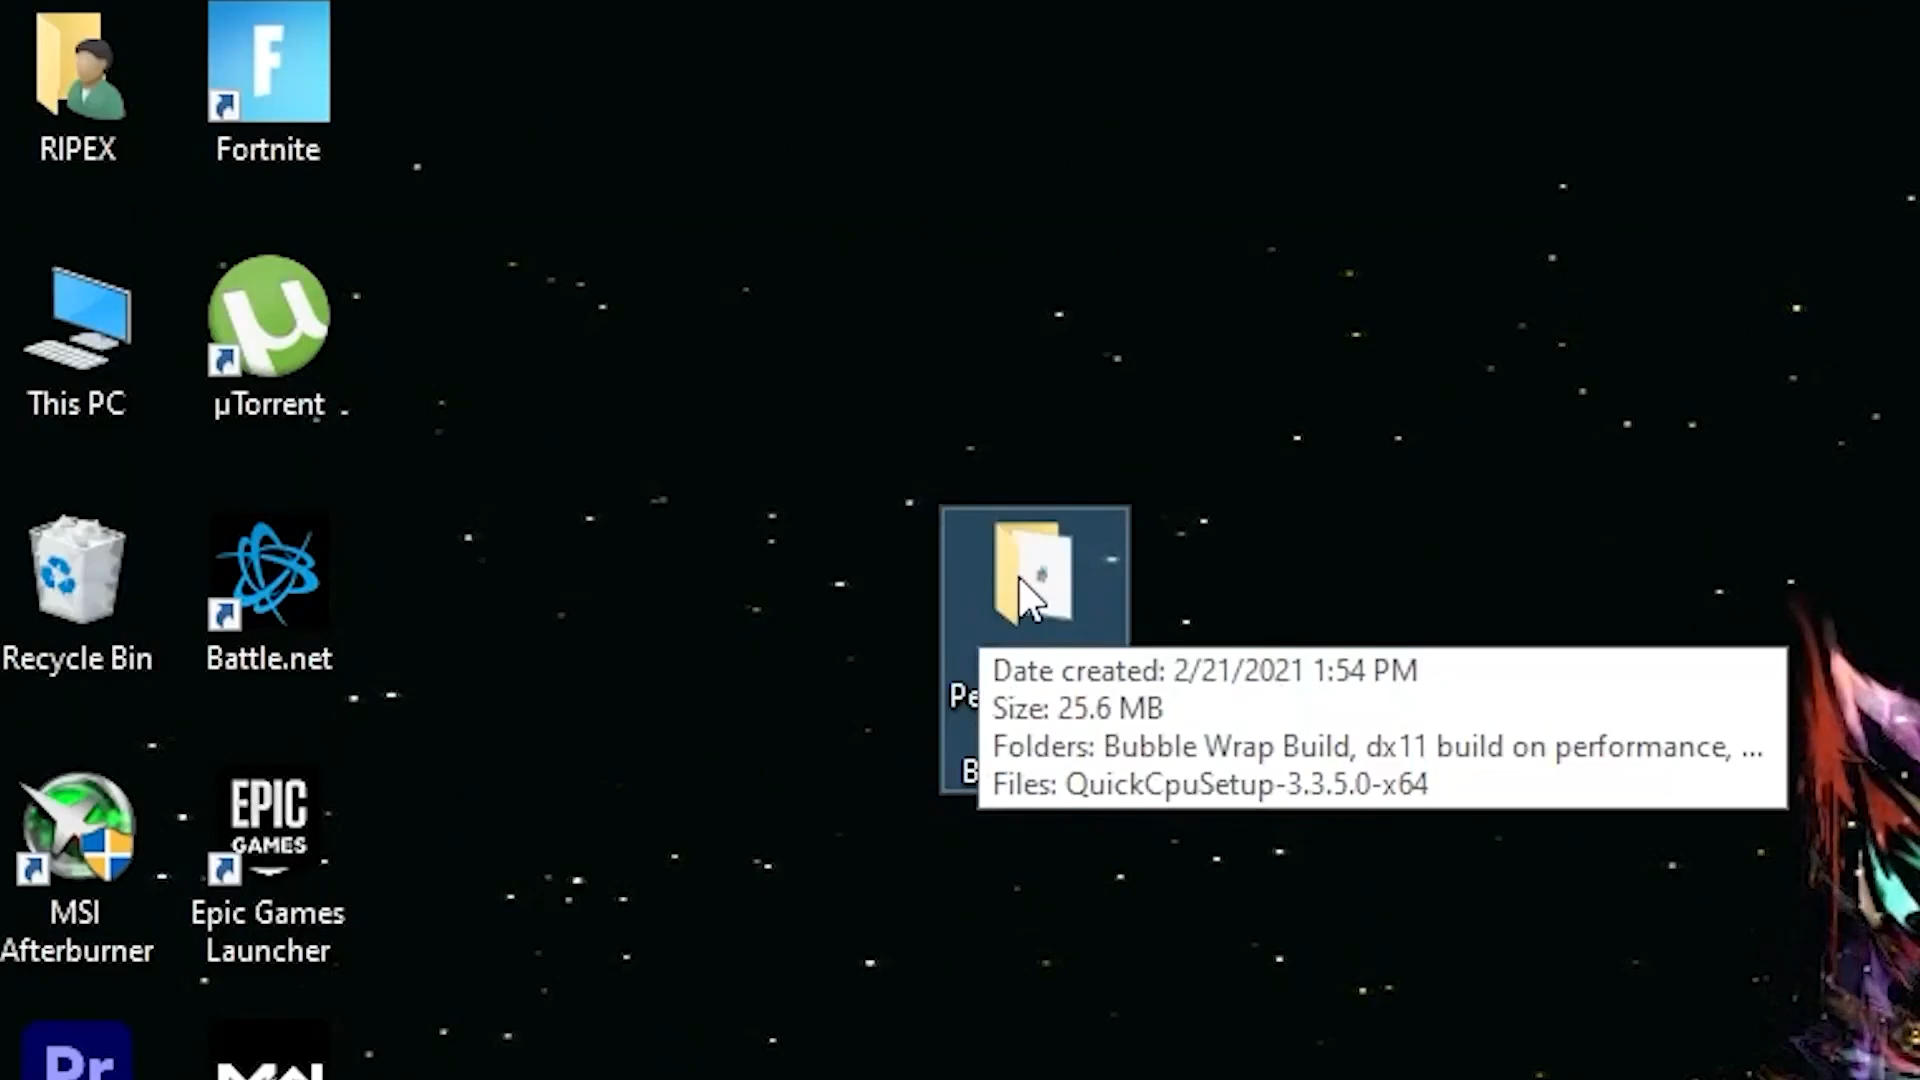 RIPEX
F
Fortnite
This PC
µ
µTorrent
Recycle Bin
Battle.net
MSI
Afterburner
EPIC
GAMES
Epic Games
Launcher
Pr
Date created: 2/21/2021 1:54 PM
Size: 25.6 MB
Folders: Bubble Wrap Build, dx11 build on performance, ...
Files: QuickCpuSetup-3.3.5.0-x64